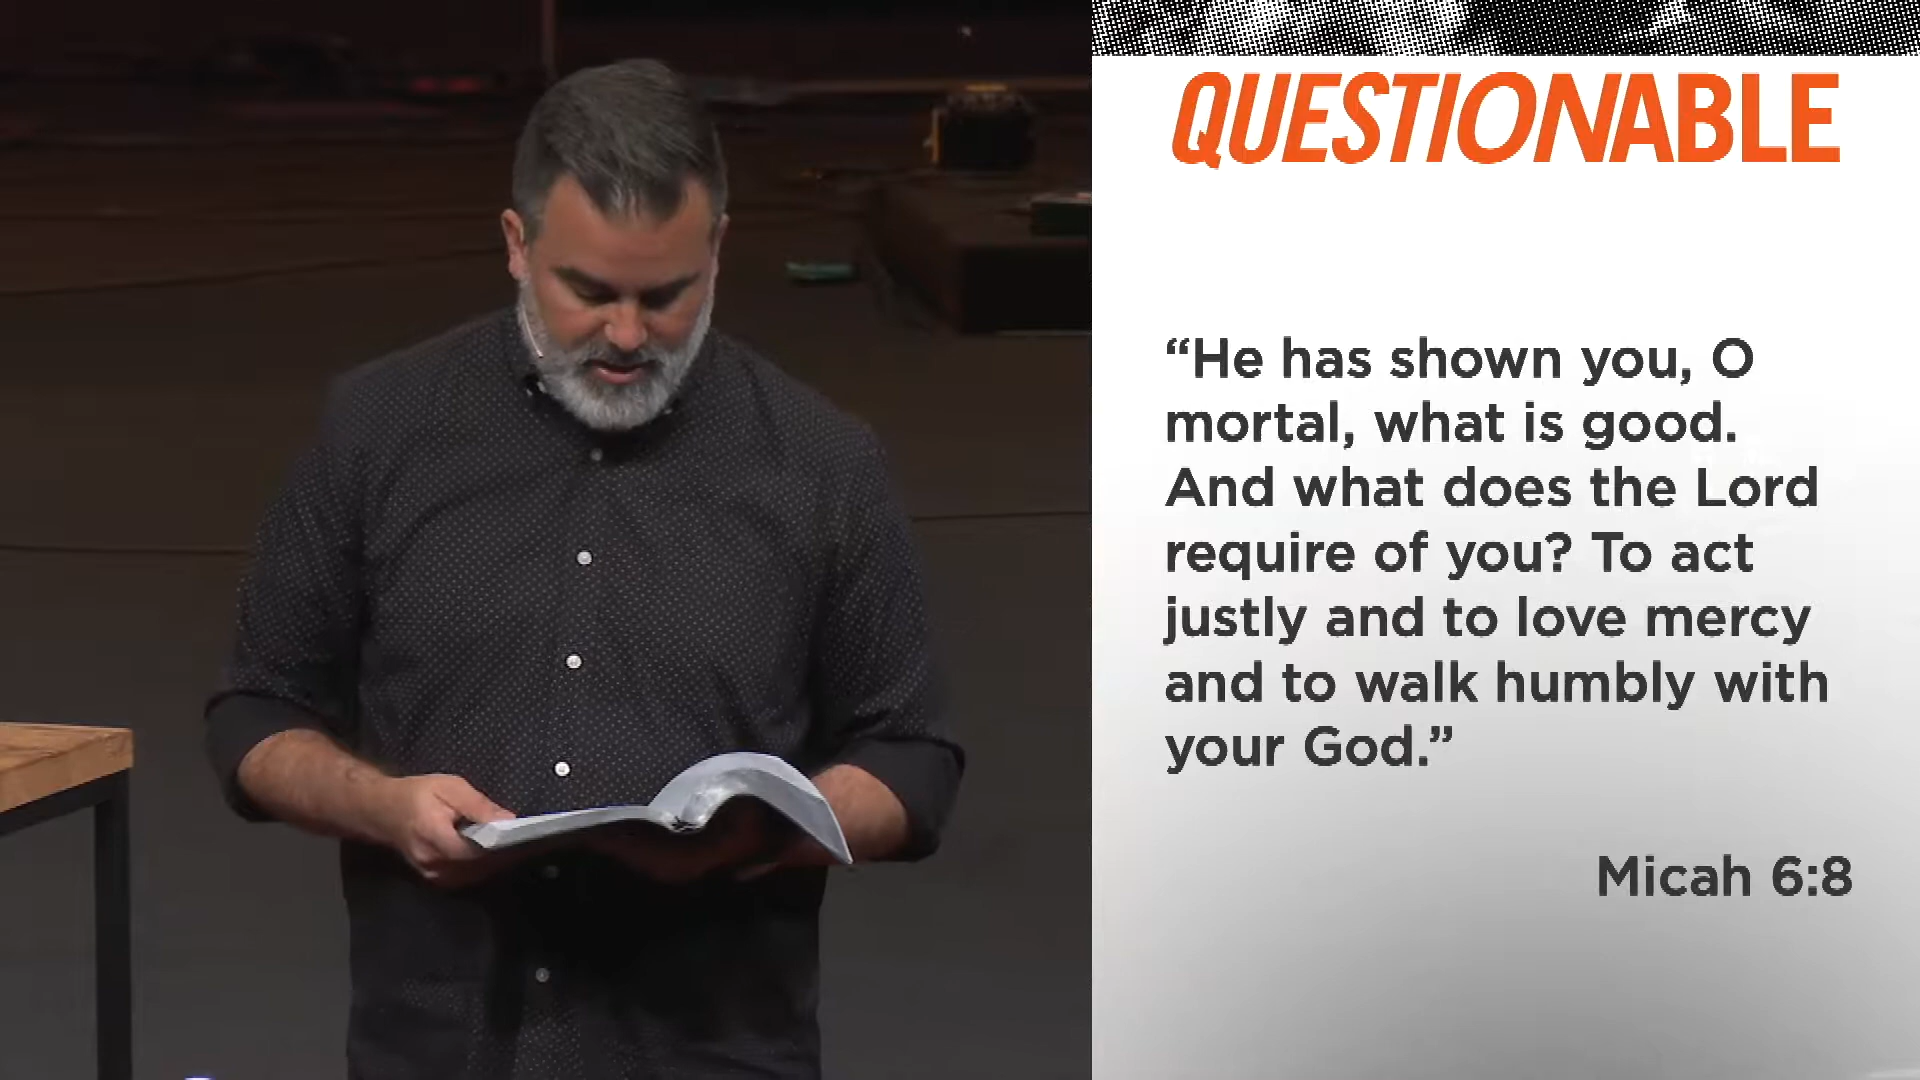 QUESTIONABLE
“He has shown you, O
mortal, what is good.
And what does the Lord
require of you? To act
justly and to love mercy
and to walk humbly with
your God.”
Micah 6:8